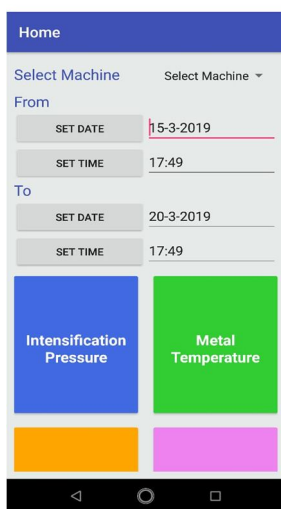 Home
Select Machine Select Machine
From
SET DATE 15-3-2019
SET TIME 17:49
To
SET DATE 20-3-2019
SET TIME 17:49
Intensification Pressure
Metal Temperature